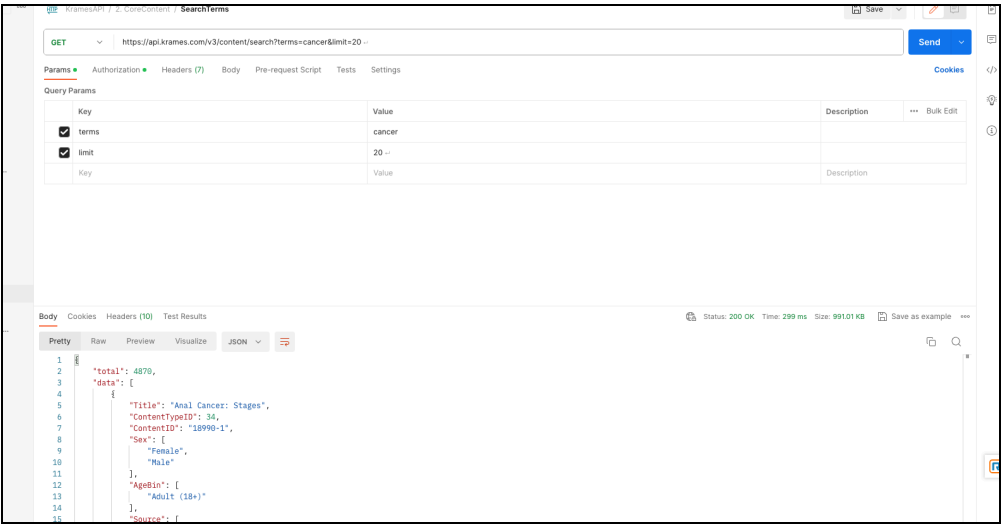 HTTP KramesAPI / 2. CoreContent / SearchTerms Save
GET https://api.krames.com/v3/content/search?terms=cancer&limit=20 Send
Params Authorization Headers (7) Body Pre-request Script Tests Settings Cookies
Query Params
Key Value Description Bulk Edit
terms cancer
limit 20
Key Value Description
Body Cookies Headers (10) Test Results Status: 200 OK Time: 299 ms Size: 991.01 KB Save as example
Pretty Raw Preview Visualize JSON
1 {
2 "total": 4870,
3 "data": [
4 {
5 "Title": "Anal Cancer: Stages",
6 "ContentTypeID": 34,
7 "ContentID": "18990-1",
8 "Sex": [
9 "Female",
10 "Male"
11 ],
12 "AgeBin": [
13 "Adult (18+)"
14 ],
15 "Source": [